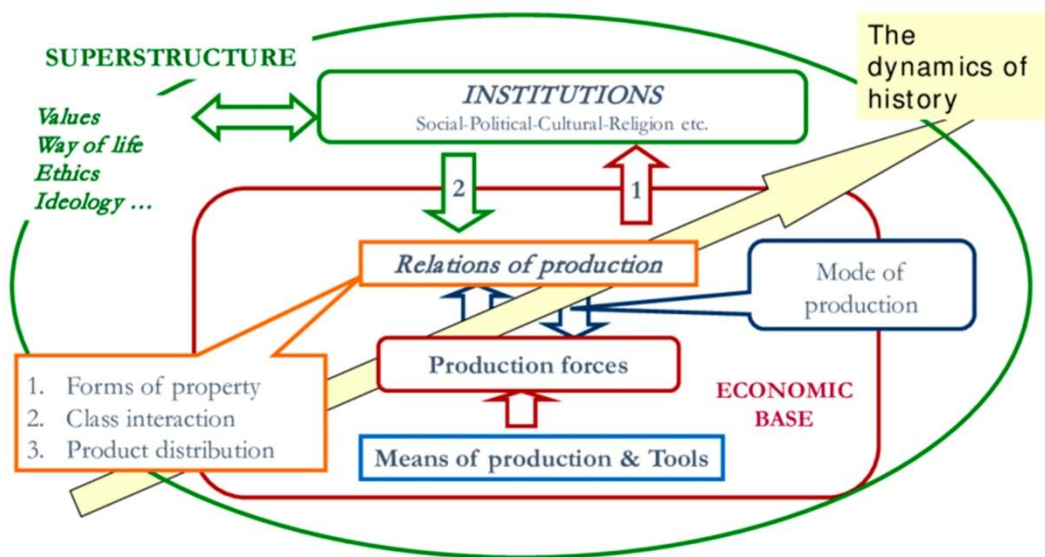 The
dynamics of
history
SUPERSTRUCTURE
Values
Way of life
Ethics
Ideology ...
INSTITUTIONS
Social-Political-Cultural-Religion etc.
2
1
Relations of production
Mode of
production
Production forces
1. Forms of property
2. Class interaction
3. Product distribution
ECONOMIC
BASE
Means of production & Tools